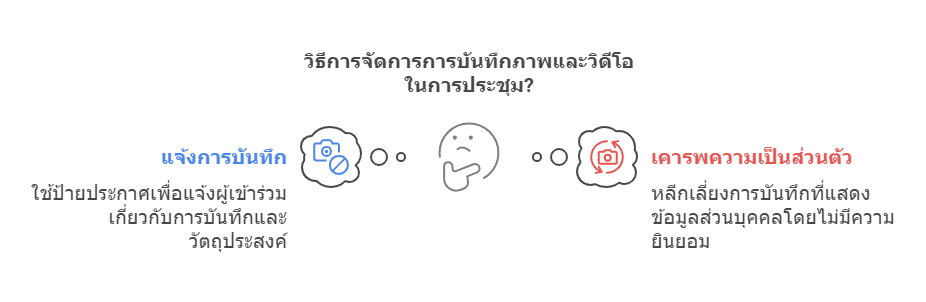 วิธีการจัดการการบันทึกภาพและวิดีโอ
ในการประชุม?
แจ้งการบันทึก
ใช้ป้ายประกาศเพื่อแจ้งผู้เข้าร่วม
เกี่ยวกับการบันทึกและ
วัตถุประสงค์
เคารพความเป็นส่วนตัว
หลีกเลี่ยงการบันทึกที่แสดง
ข้อมูลส่วนบุคคลโดยไม่มีความ
ยินยอม